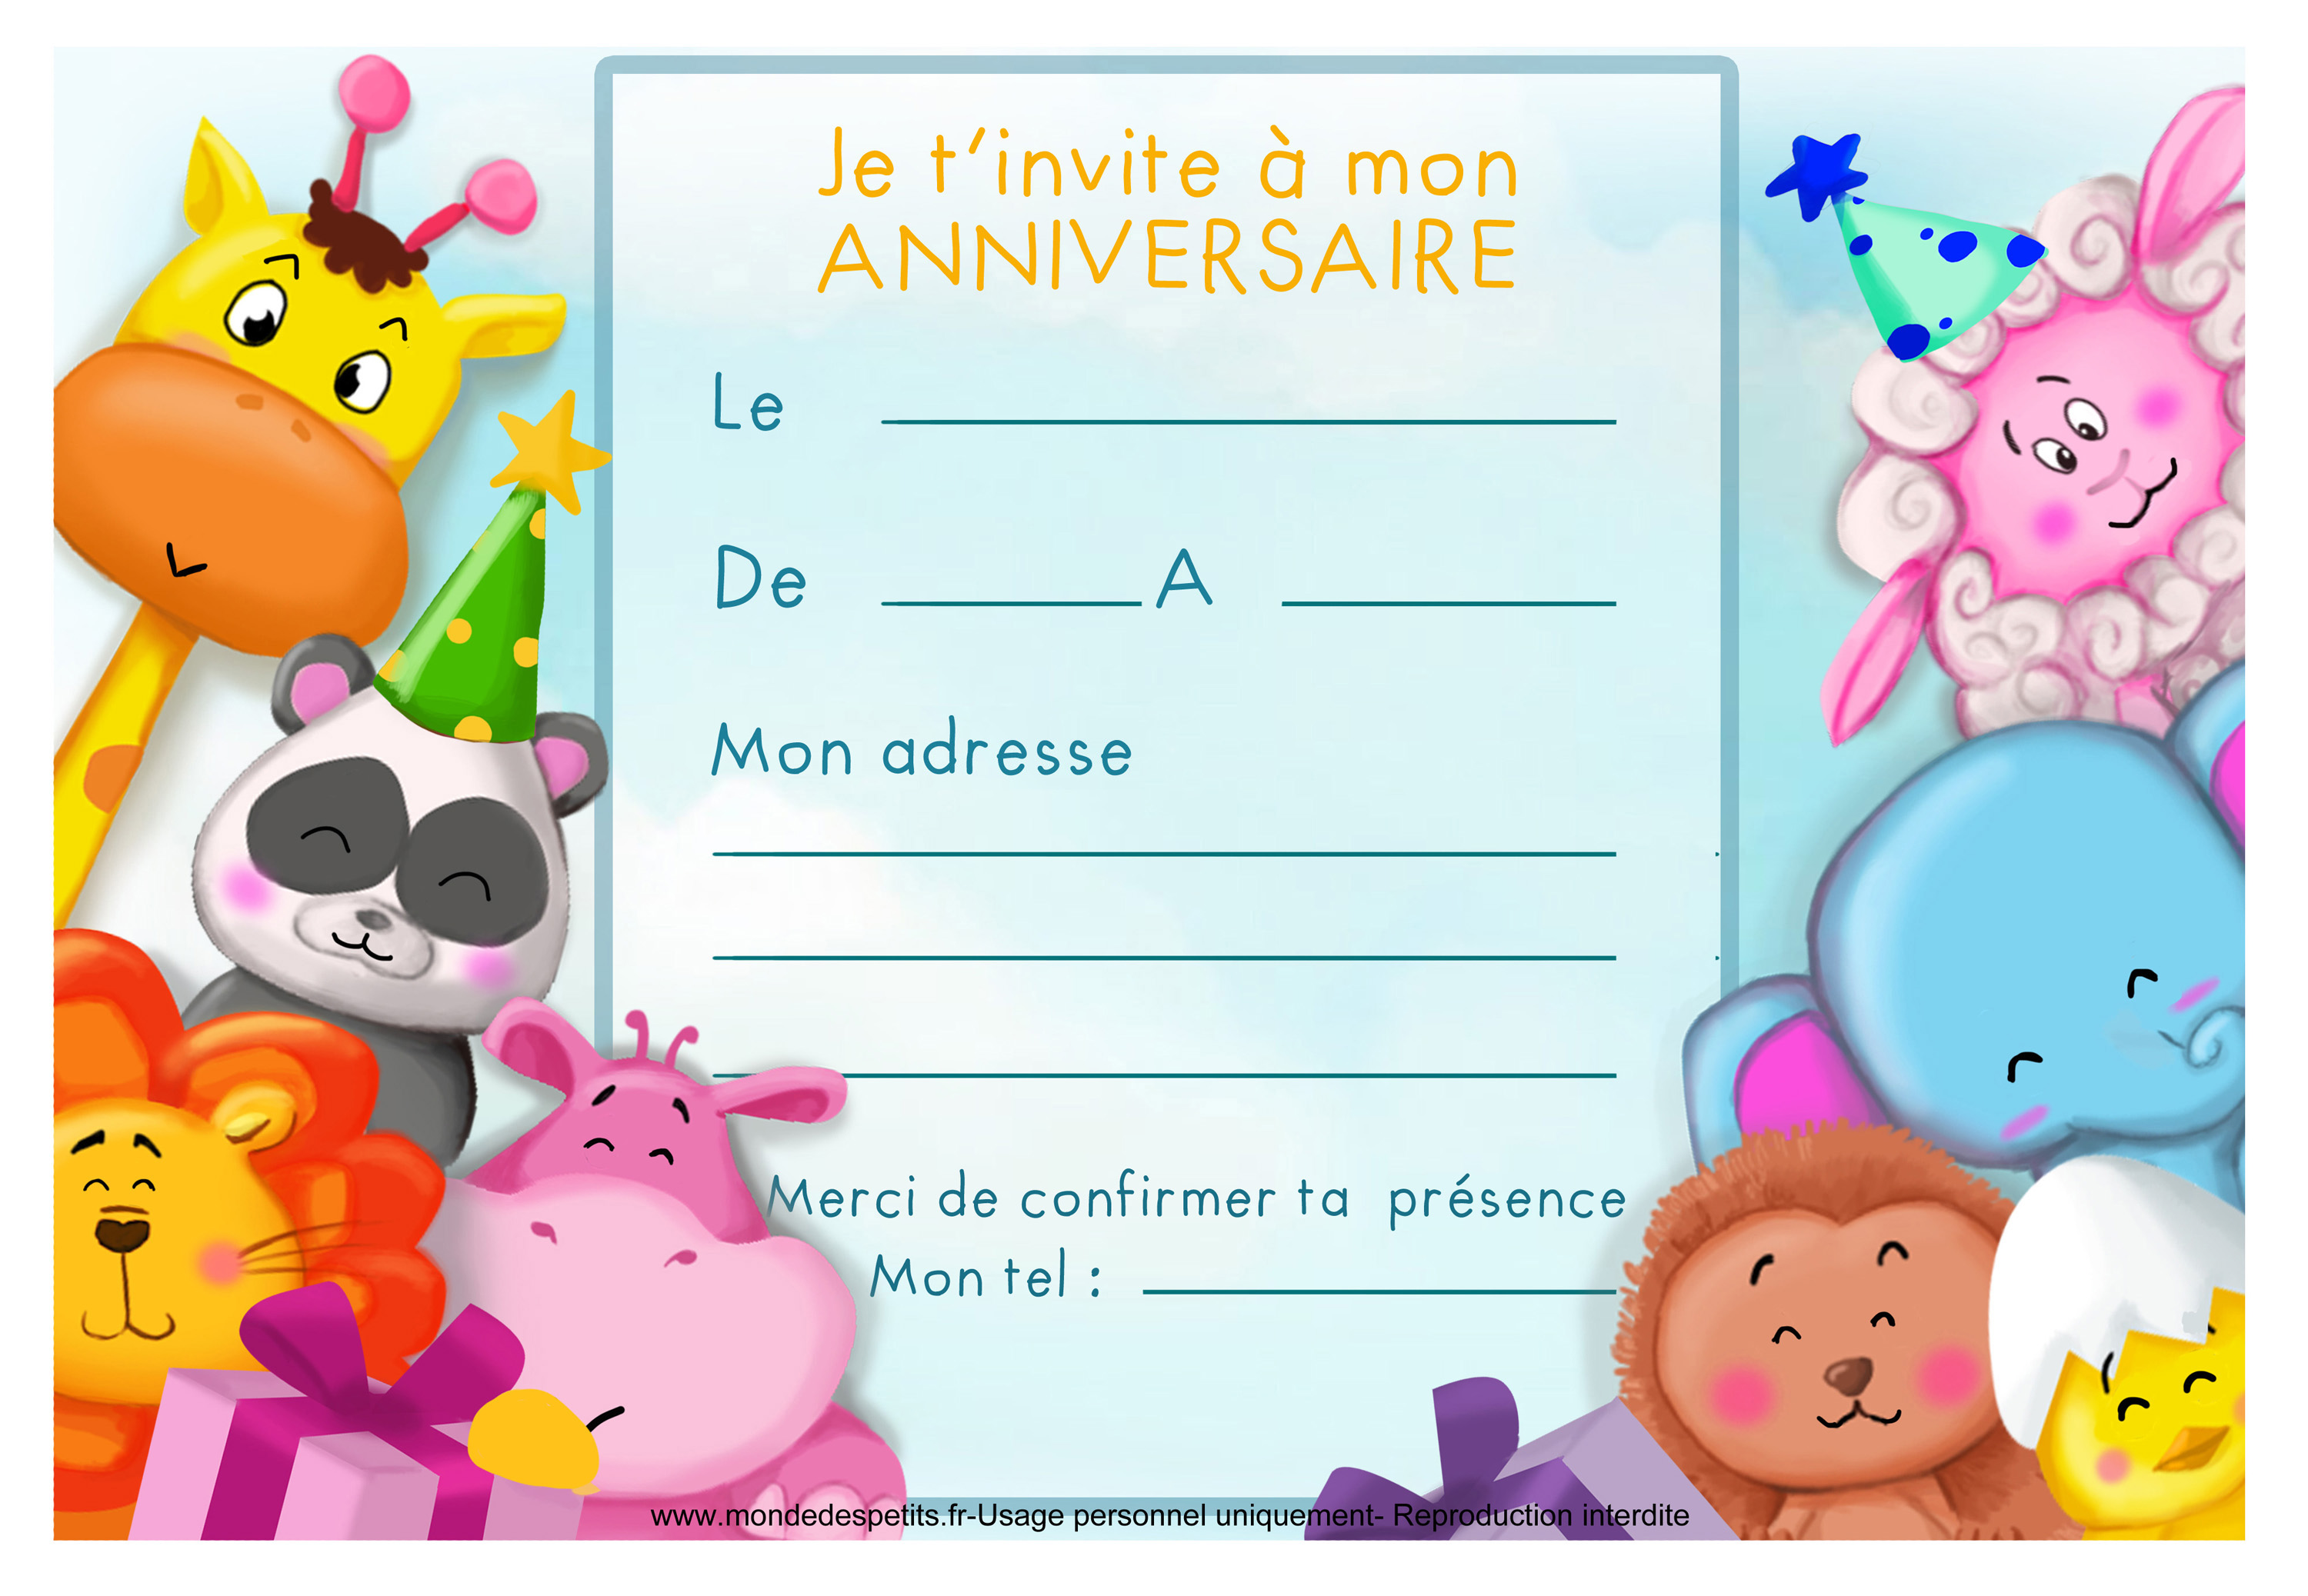 Je t'invite à mon
ANNIVERSAIRE
Le
De A
Mon adresse
Merci de confirmer ta présence
Mon tel :
www.mondedespetits.fr-Usage personnel uniquement- Reproduction interdite